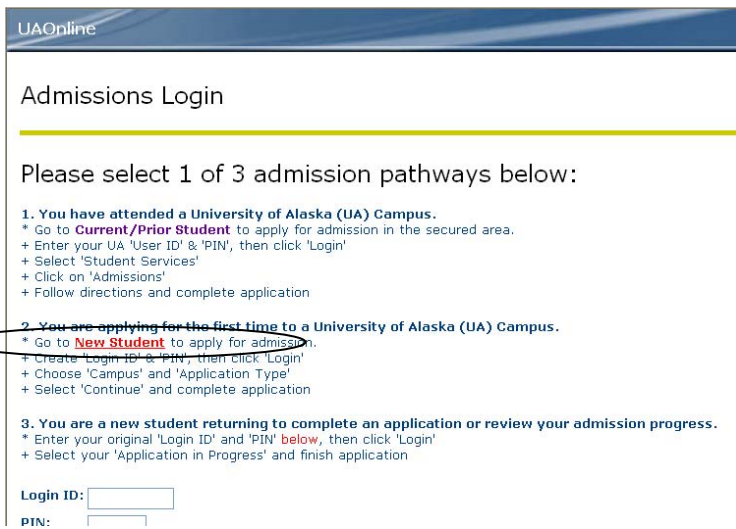 UAOnline
Admissions Login
Please select 1 of 3 admission pathways below:
1. You have attended a University of Alaska (UA) Campus.
* Go to Current/Prior Student to apply for admission in the secured area.
+ Enter your UA 'User ID' & 'PIN', then click 'Login'
+ Select 'Student Services'
+ Click on 'Admissions'
+ Follow directions and complete application
2. You are applying for the first time to a University of Alaska (UA) Campus.
* Go to New Student to apply for admission.
+ Create 'Login ID' & 'PIN', then click 'Login'
+ Choose 'Campus' and 'Application Type'
+ Select 'Continue' and complete application
3. You are a new student returning to complete an application or review your admission progress.
* Enter your original 'Login ID' and 'PIN' below, then click 'Login'
+ Select your 'Application in Progress' and finish application
Login ID:
PIN: